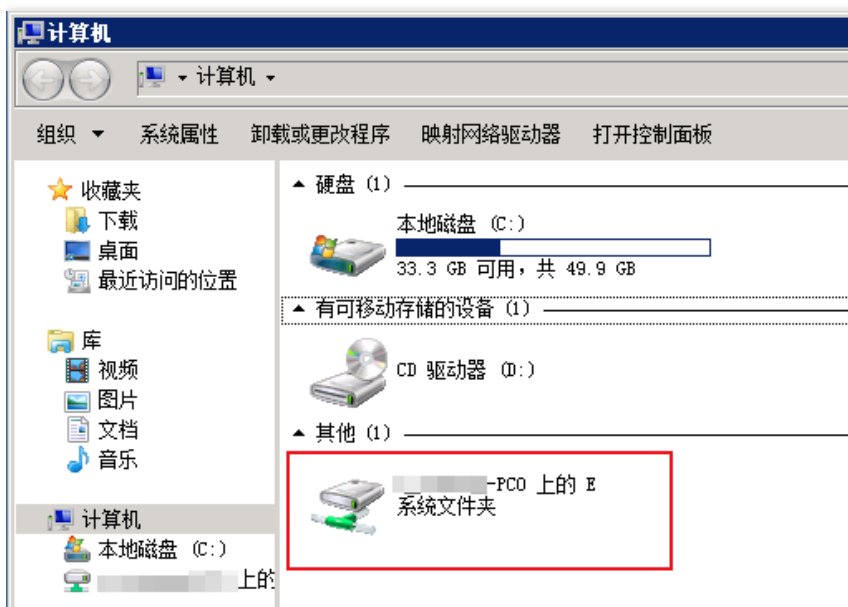 计算机
计算机
组织 系统属性 卸载或更改程序 映射网络驱动器 打开控制面板
收藏夹
下载
桌面
最近访问的位置
库
视频
图片
文档
音乐
计算机
本地磁盘 (C:)
上的
硬盘 (1)
本地磁盘 (C:)
33.3 GB 可用，共 49.9 GB
有可移动存储的设备 (1)
CD 驱动器 (D:)
其他 (1)
-PC0 上的 E
系统文件夹